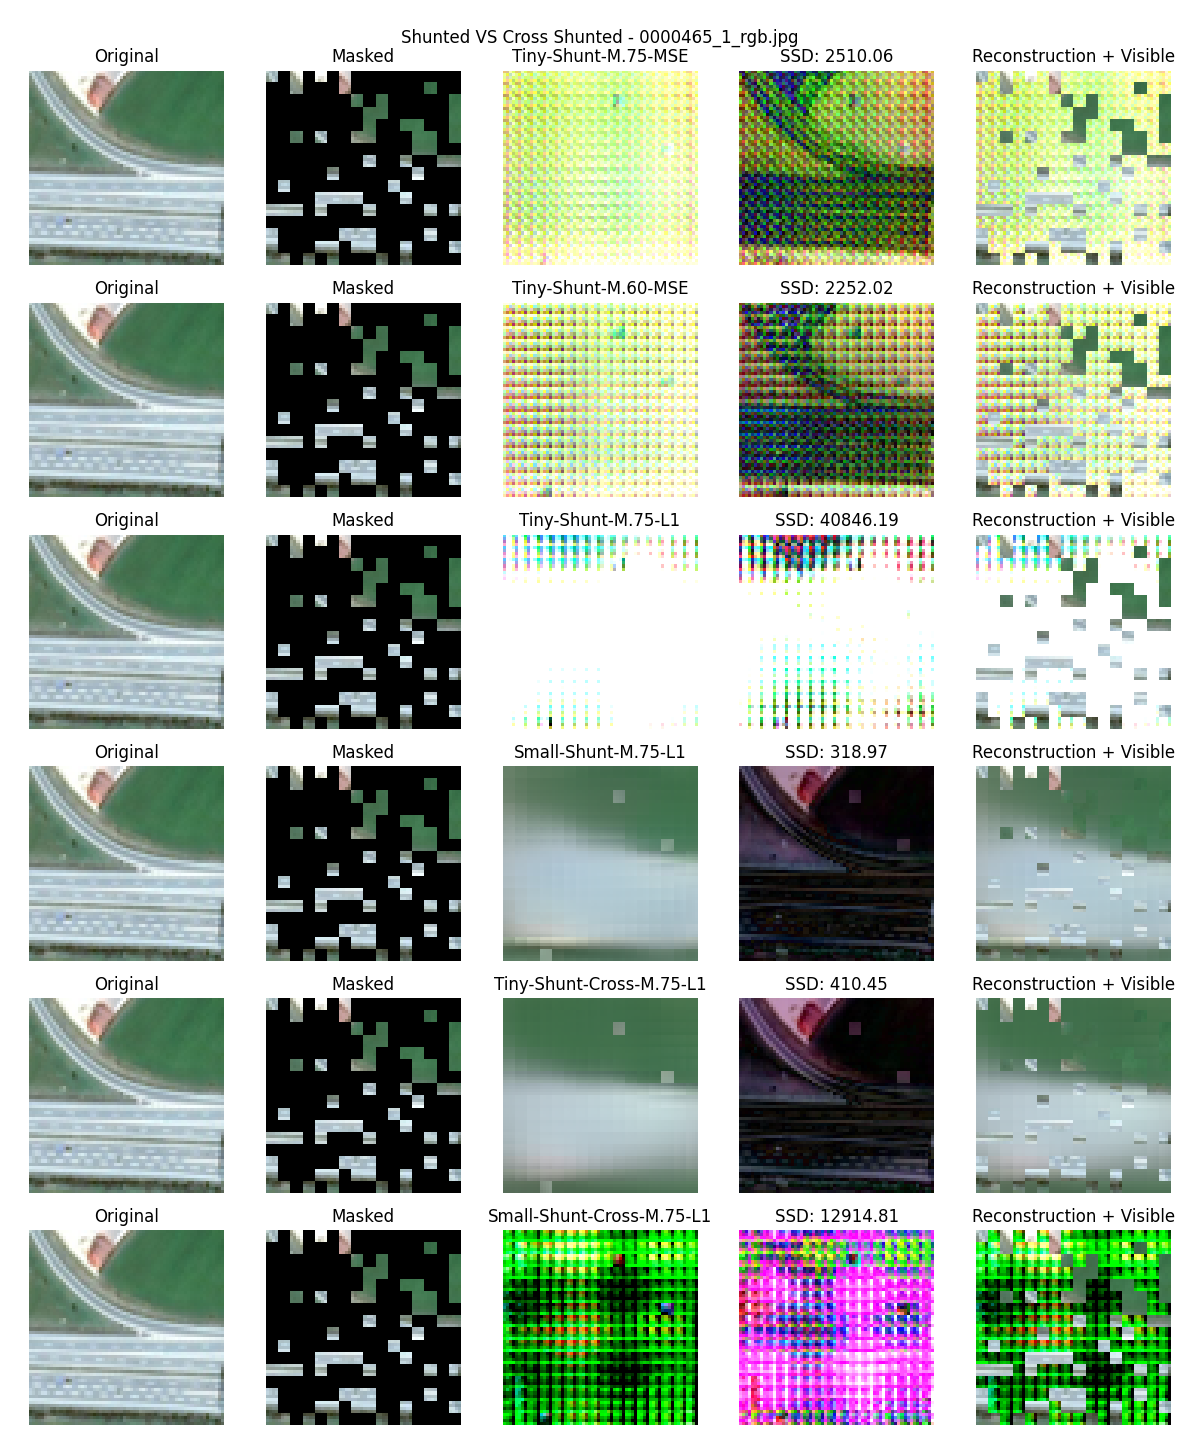 Shunted VS Cross Shunted - 0000465_1_rgb.jpg
Original Masked Tiny-Shunt-M.75-MSE SSD: 2510.06 Reconstruction + Visible
Original Masked Tiny-Shunt-M.60-MSE SSD: 2252.02 Reconstruction + Visible
Original Masked Tiny-Shunt-M.75-L1 SSD: 40846.19 Reconstruction + Visible
Original Masked Small-Shunt-M.75-L1 SSD: 318.97 Reconstruction + Visible
Original Masked Tiny-Shunt-Cross-M.75-L1 SSD: 410.45 Reconstruction + Visible
Original Masked Small-Shunt-Cross-M.75-L1 SSD: 12914.81 Reconstruction + Visible